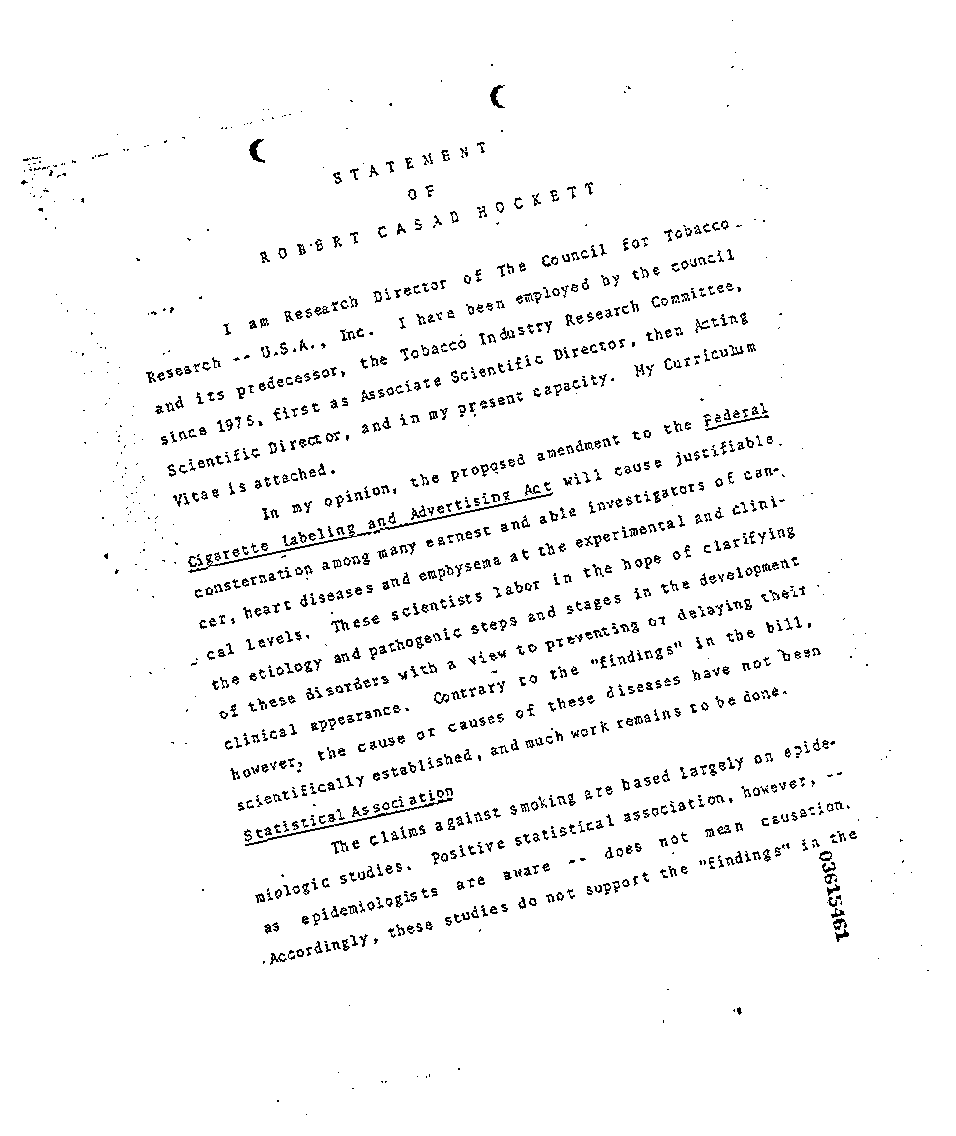 STATEMENT
OF
ROBERT CASAD HOCKETT
I am Research Director of The Council for Tobacco
Research -- U.S.A., Inc. I have been employed by the council
and its predecessor, the Tobacco Industry Research Committee,
since 1975, first as Associate Scientific Director, then Acting
Scientific Director, and in my present capacity. My Curriculum
Vitae is attached.
In my opinion, the proposed amendment to the Federal
Cigarette labeling and Advertising Act will cause justifiable
consternation among many earnest and able investigators of can-
cer, heart diseases and emphysema at the experimental and clini-
cal levels. These scientists labor in the hope of clarifying
the etiology and pathogenic steps and stages in the development
of these disorders with a view to preventing or delaying their
clinical appearance. Contrary to the "findings" in the bill,
however, the cause or causes of these diseases have not been
scientifically established, and much work remains to be done.
Statistical Association
The claims against smoking are based largely on epide-
miologic studies. Positive statistical association, however, --
as epidemiologists are aware -- does not mean causation.
Accordingly, these studies do not support the "findings" in the
03615461